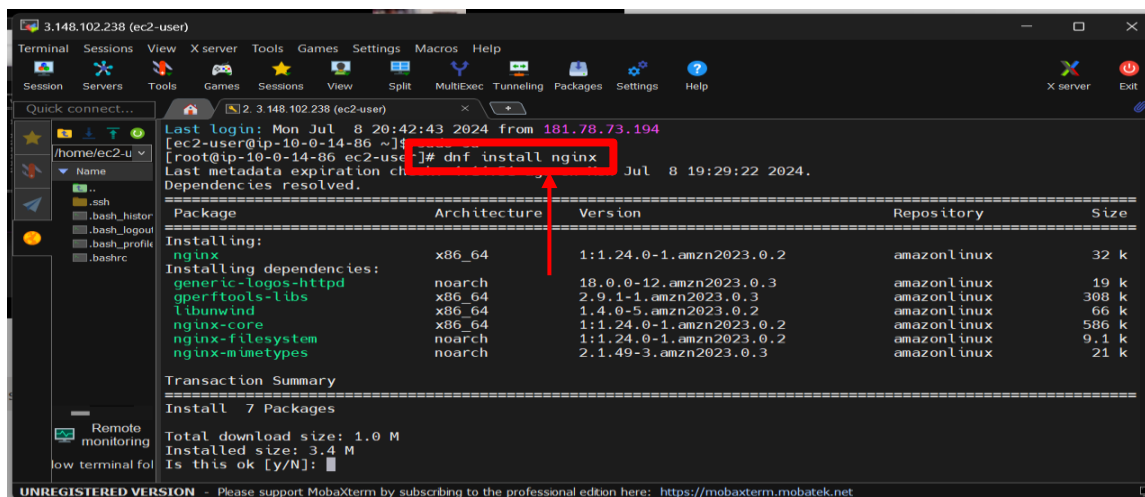 3.148.102.238 (ec2-user)
Terminal Sessions View X server Tools Games Settings Macros Help
Session Servers Tools Games Sessions View Split MultiExec Tunneling Packages Settings Help X server Exit
Quick connect... 2. 3.148.102.238 (ec2-user)
/home/ec2-u
Name
..
.ssh
.bash_histor
.bash_logout
.bash_profile
.bashrc
Remote
monitoring
low terminal fol
Last login: Mon Jul 8 20:42:43 2024 from 181.78.73.194
[ec2-user@ip-10-0-14-86 ~]$
[root@ip-10-0-14-86 ec2-user]# dnf install nginx
Last metadata expiration Jul 8 19:29:22 2024.
Dependencies resolved.
Package Architecture Version Repository Size
Installing:
nginx x86_64 1:1.24.0-1.amzn2023.0.2 amazonlinux 32 k
Installing dependencies:
generic-logos-httpd noarch 18.0.0-12.amzn2023.0.3 amazonlinux 19 k
gperftools-libs x86_64 2.9.1-1.amzn2023.0.3 amazonlinux 308 k
libunwind x86_64 1.4.0-5.amzn2023.0.2 amazonlinux 66 k
nginx-core x86_64 1:1.24.0-1.amzn2023.0.2 amazonlinux 586 k
nginx-filesystem noarch 1:1.24.0-1.amzn2023.0.2 amazonlinux 9.1 k
nginx-mimetypes noarch 2.1.49-3.amzn2023.0.3 amazonlinux 21 k
Transaction Summary
Install 7 Packages
Total download size: 1.0 M
Installed size: 3.4 M
Is this ok [y/N]:
UNREGISTERED VERSION - Please support MobaXterm by subscribing to the professional edition here: https://mobaxterm.mobatek.net